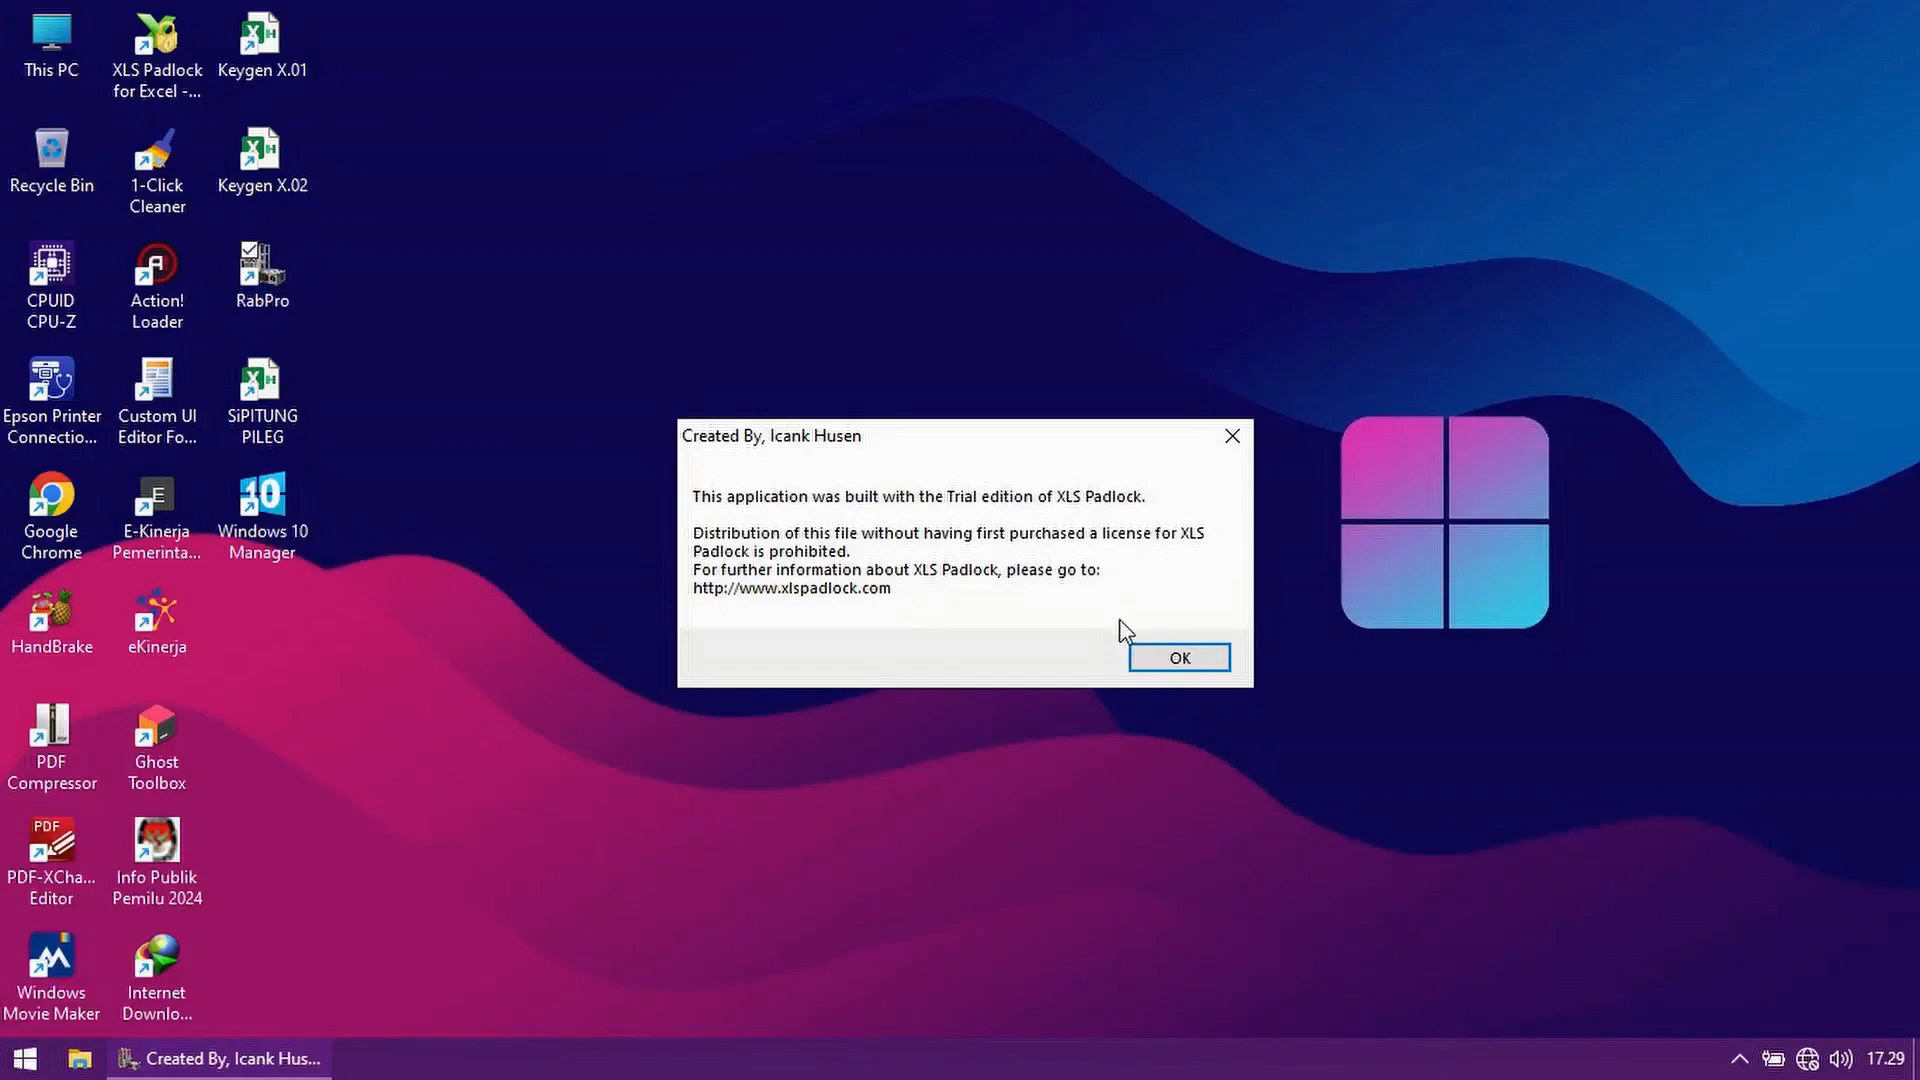 This PC
XLS Padlock
for Excel -...
Keygen X.01
Recycle Bin
1-Click
Cleaner
Keygen X.02
CPUID
CPU-Z
Action!
Loader
RabPro
Epson Printer
Connectio...
Custom UI
Editor Fo...
SiPITUNG
PILEG
Google
Chrome
E-Kinerja
Pemerinta...
10
Windows 10
Manager
HandBrake
eKinerja
PDF
Compressor
Ghost
Toolbox
PDF
PDF-XCha...
Editor
Info Publik
Pemilu 2024
Windows
Movie Maker
Internet
Downlo...
Created By, Icank Husen
This application was built with the Trial edition of XLS Padlock.
Distribution of this file without having first purchased a license for XLS
Padlock is prohibited.
For further information about XLS Padlock, please go to:
http://www.xlspadlock.com
OK
Created By, Icank Hus...
17.29